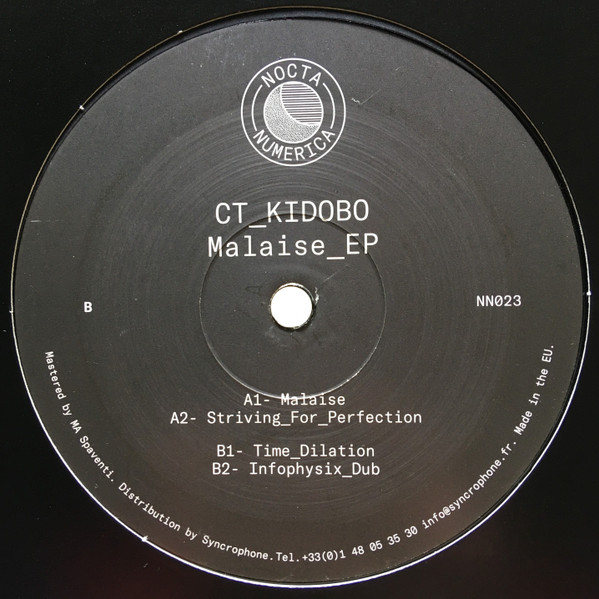 NOCTA
NUMERICA
CT_KIDOBO
Malaise_EP
B
NN023
A1- Malaise
A2- Striving_For_Perfection
B1- Time_Dilation
B2- Infophysix_Dub
Mastered by MA Spaventi. Distribution by Syncrophone.Tel.+33(0)1 48 05 35 30 info@syncrophone.fr. Made in the EU.